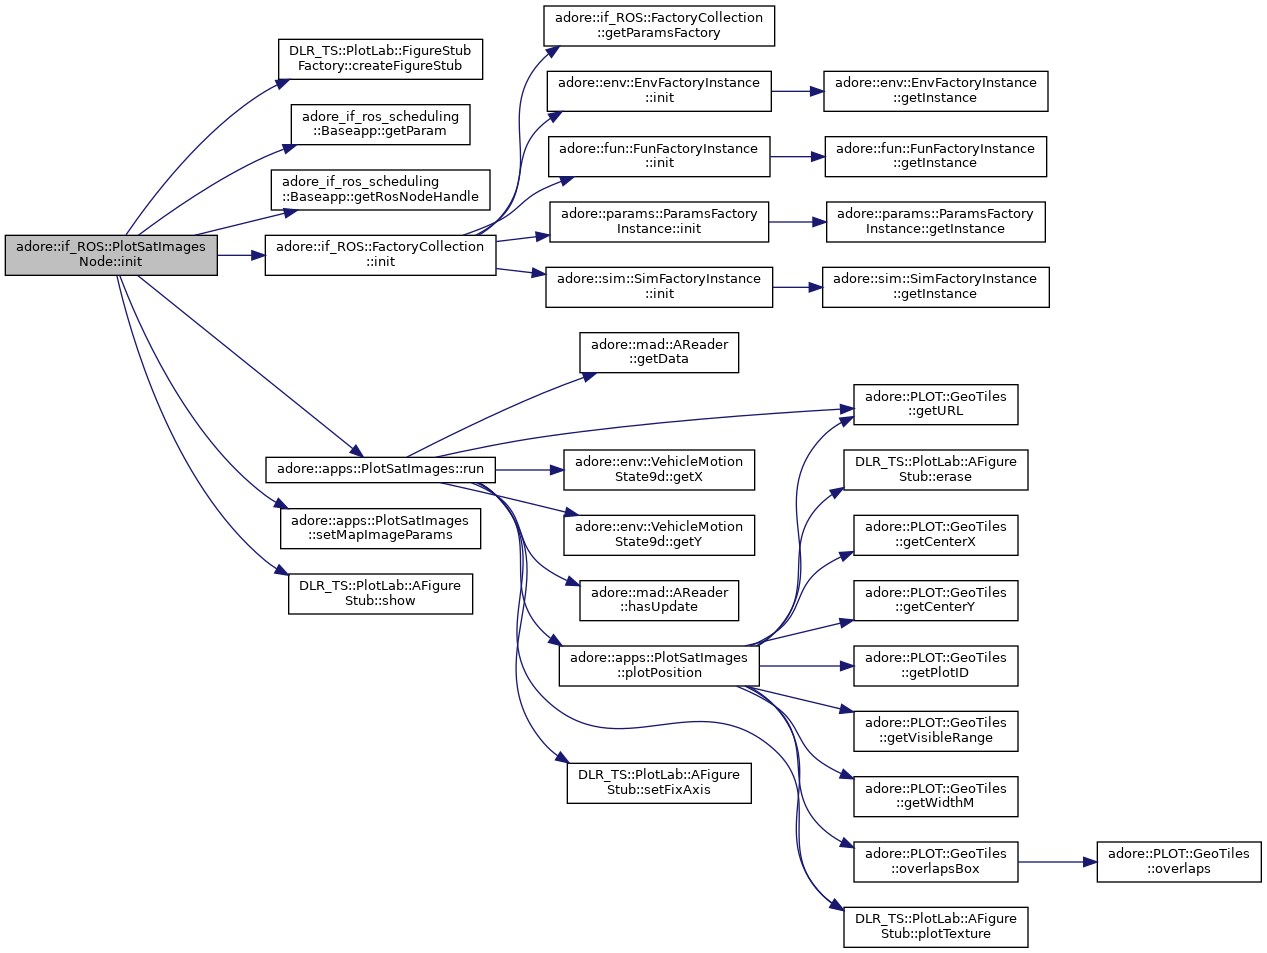 adore::if_ROS::PlotSatImages
Node::init
DLR_TS::PlotLab::FigureStub
Factory::createFigureStub
adore_if_ros_scheduling
::Baseapp::getParam
adore_if_ros_scheduling
::Baseapp::getRosNodeHandle
adore::if_ROS::FactoryCollection
::init
adore::apps::PlotSatImages::run
adore::apps::PlotSatImages
::setMapImageParams
DLR_TS::PlotLab::AFigure
Stub::show
adore::if_ROS::FactoryCollection
::getParamsFactory
adore::env::EnvFactoryInstance
::init
adore::fun::FunFactoryInstance
::init
adore::params::ParamsFactory
Instance::init
adore::sim::SimFactoryInstance
::init
adore::mad::AReader
::getData
adore::env::VehicleMotion
State9d::getX
adore::env::VehicleMotion
State9d::getY
adore::mad::AReader
::hasUpdate
adore::apps::PlotSatImages
::plotPosition
DLR_TS::PlotLab::AFigure
Stub::setFixAxis
adore::env::EnvFactoryInstance
::getInstance
adore::fun::FunFactoryInstance
::getInstance
adore::params::ParamsFactory
Instance::getInstance
adore::sim::SimFactoryInstance
::getInstance
adore::PLOT::GeoTiles
::getURL
DLR_TS::PlotLab::AFigure
Stub::erase
adore::PLOT::GeoTiles
::getCenterX
adore::PLOT::GeoTiles
::getCenterY
adore::PLOT::GeoTiles
::getPlotID
adore::PLOT::GeoTiles
::getVisibleRange
adore::PLOT::GeoTiles
::getWidthM
adore::PLOT::GeoTiles
::overlapsBox
DLR_TS::PlotLab::AFigure
Stub::plotTexture
adore::PLOT::GeoTiles
::overlaps